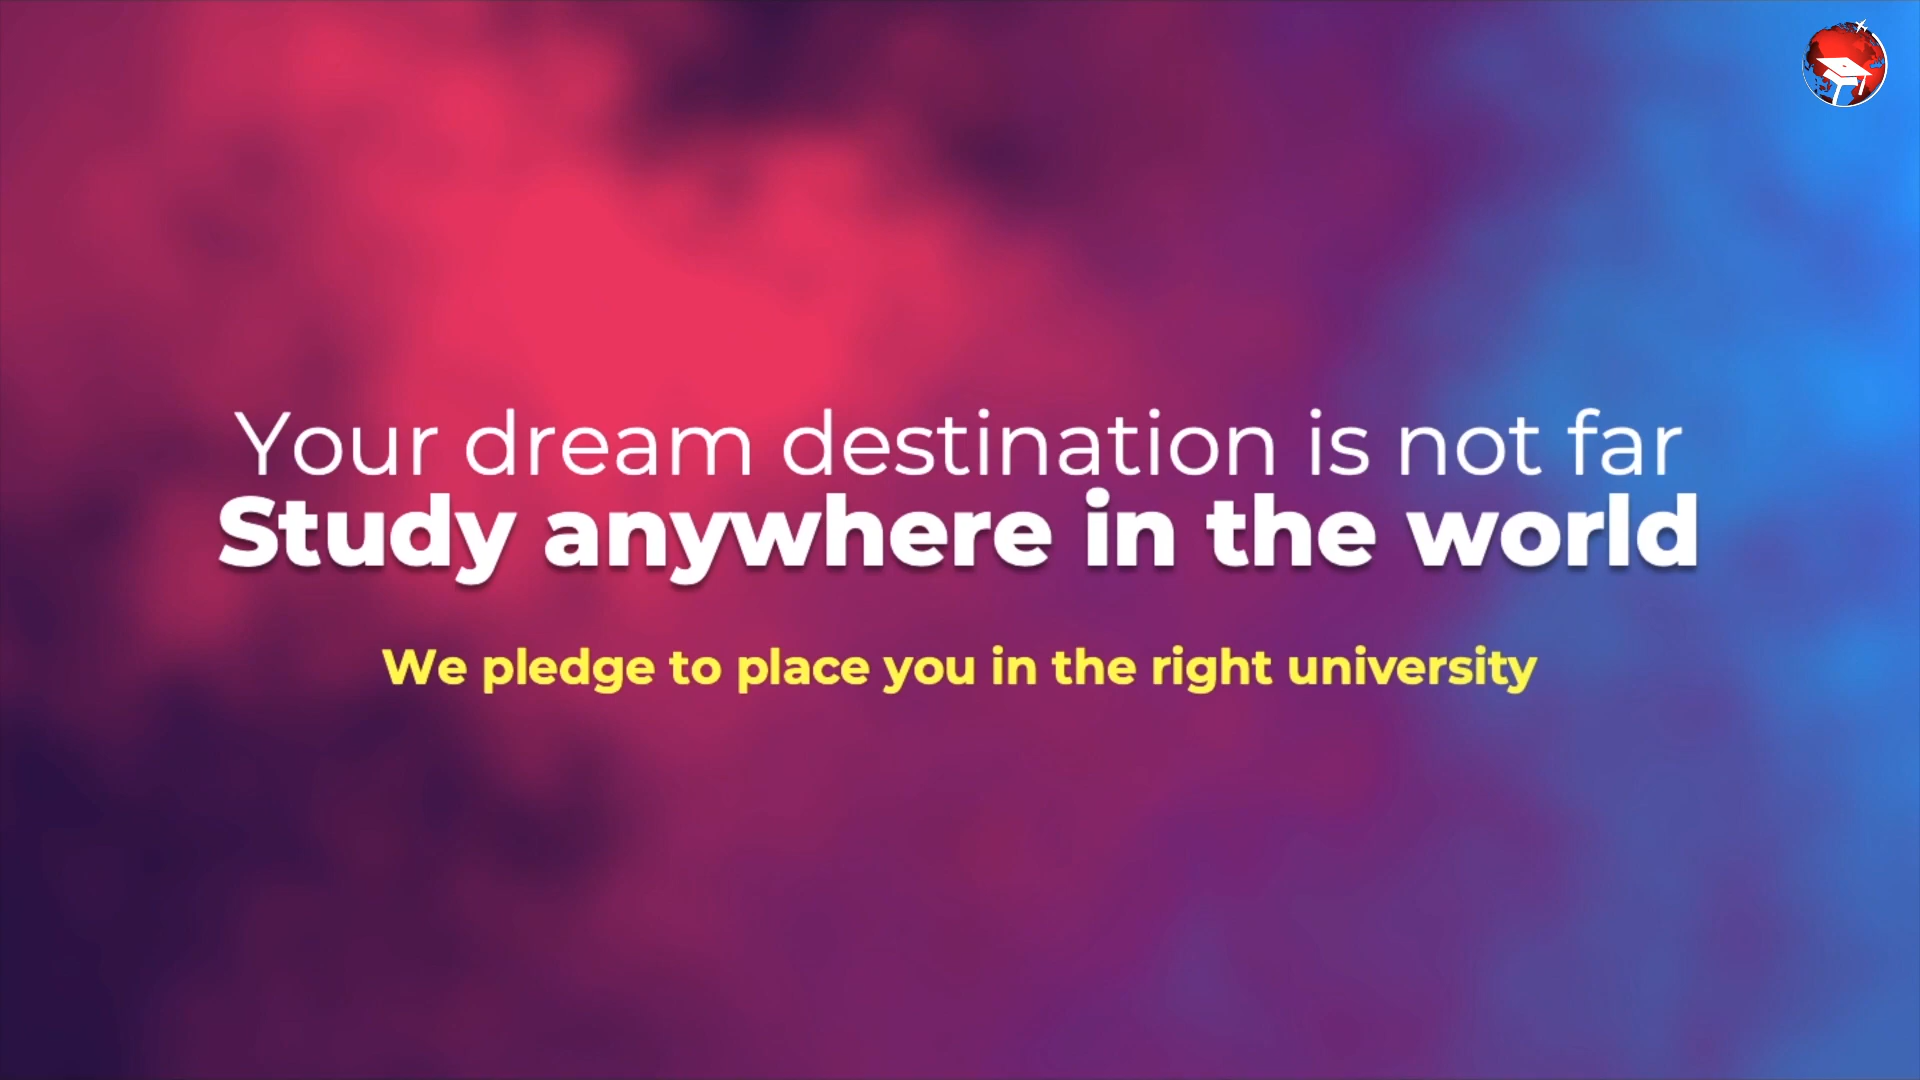 Your dream destination is not far
Study anywhere in the world
We pledge to place you in the right university